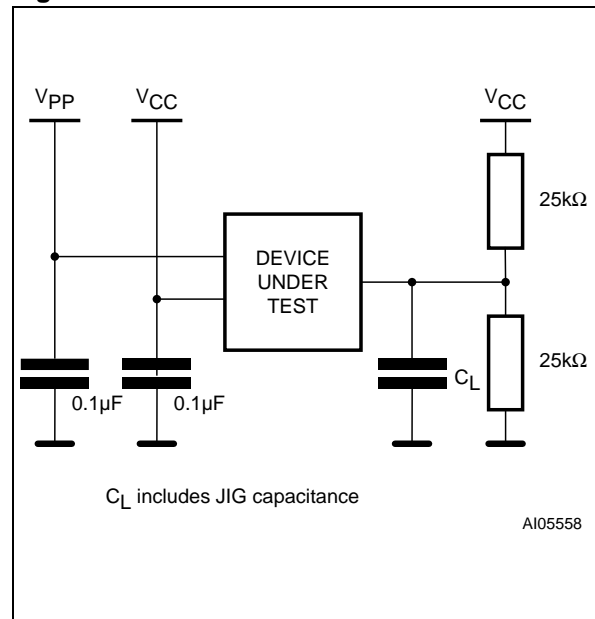 VPP
VCC
VCC
25kΩ
DEVICE
UNDER
TEST
25kΩ
CL
0.1µF
0.1µF
CL includes JIG capacitance
AI05558